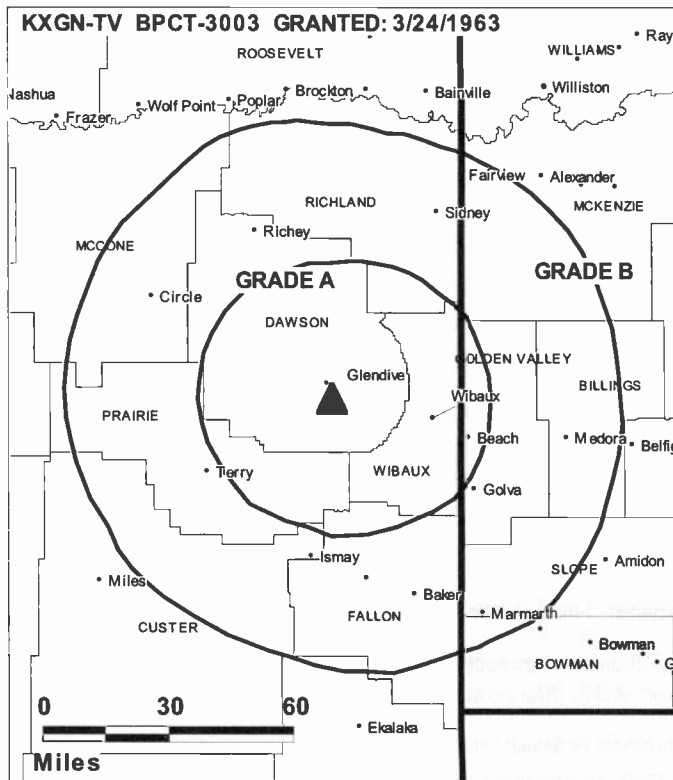 KXGN-TV BPCT-3003 GRANTED: 3/24/1963
Ray
ROOSEVELT
WILLIAMS
Nashua
Brockton
Bainville
Williston
Wolf Point
Poplar
Frazer
Fairview
Alexander
RICHLAND
MCKENZIE
Sidney
Richey
MCCONE
GRADE A
GRADE B
Circle
DAWSON
GOLDEN VALLEY
Glendive
BILLINGS
Wibaux
PRAIRIE
Beach
Medora
Belfi
Terry
WIBAUX
Golva
Ismay
Amidon
SLOPE
Miles
Baker
FALLON
Marmarth
CUSTER
Bowman
BOWMAN
G
0 30 60
Ekalaka
Miles